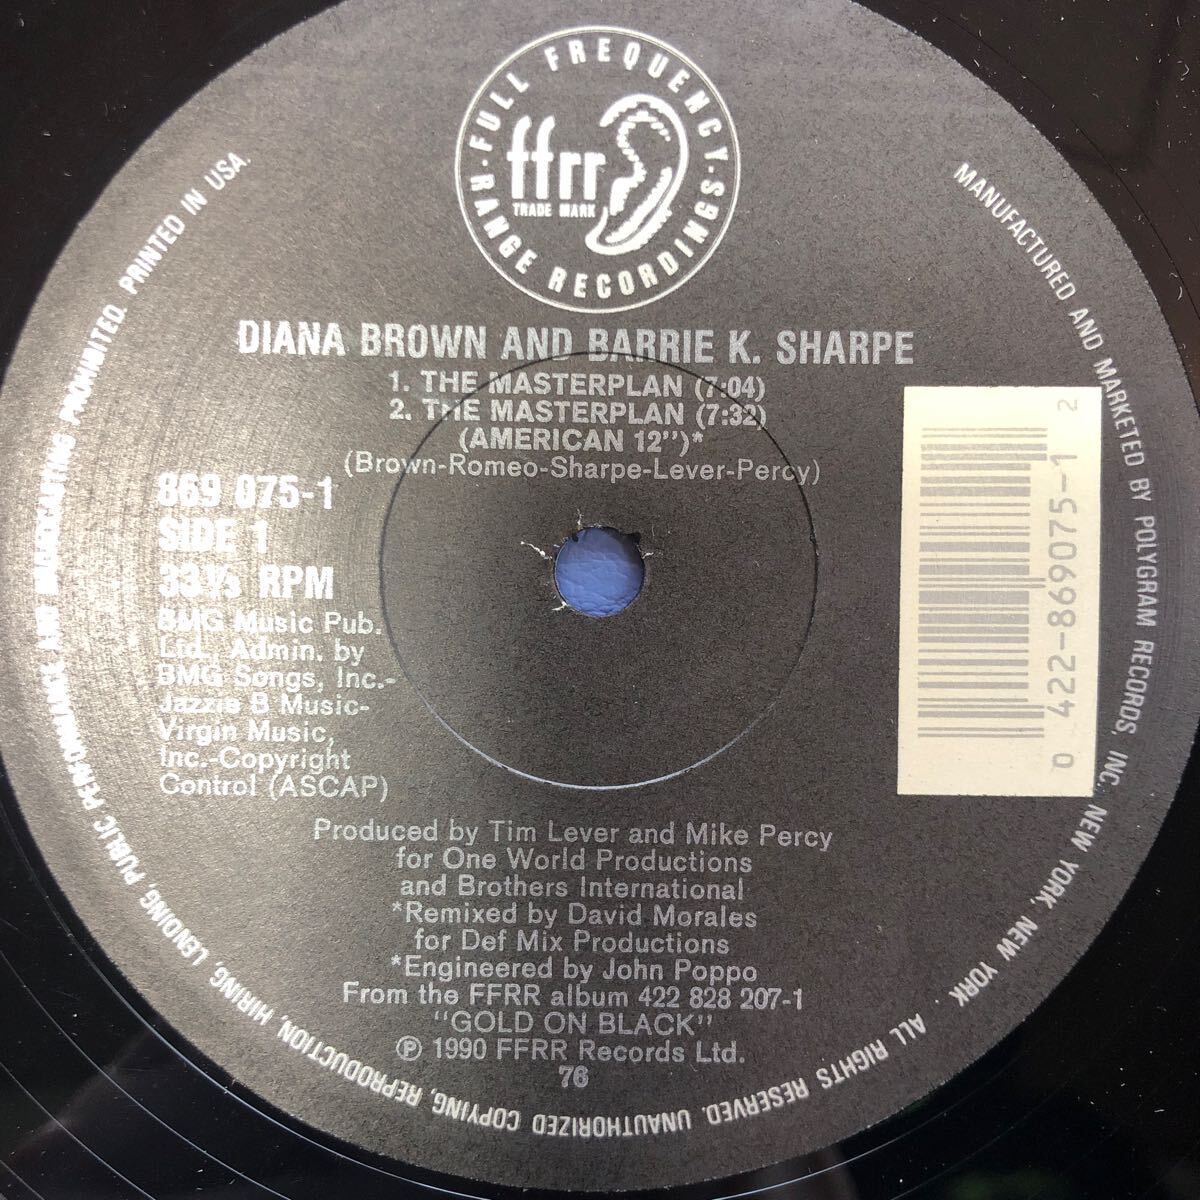 FULL FREQUENCY
RANGE RECORDINGS
ffrr
TRADE MARK
DIANA BROWN AND BARRIE K. SHARPE
1. THE MASTERPLAN (7:04)
2. THE MASTERPLAN (7:32)
(AMERICAN 12")*
(Brown-Romeo-Sharpe-Lever-Percy)
869 075-1
SIDE 1
33⅓ RPM
BMG Music Pub.
Ltd., Admin. by
BMG Songs, Inc.-
Jazzie B Music-
Virgin Music,
Inc.-Copyright
Control (ASCAP)
0 422-869075-1 2
Produced by Tim Lever and Mike Percy
for One World Productions
and Brothers International
*Remixed by David Morales
for Def Mix Productions
*Engineered by John Poppo
From the FFRR album 422 828 207-1
"GOLD ON BLACK"
℗ 1990 FFRR Records Ltd.
76
MANUFACTURED AND MARKETED BY POLYGRAM RECORDS, INC. NEW YORK, NEW YORK. ALL RIGHTS RESERVED. UNAUTHORIZED COPYING, REPRODUCTION, HIRING, LENDING, PUBLIC PERFORMANCE AND BROADCASTING PROHIBITED. PRINTED IN USA.